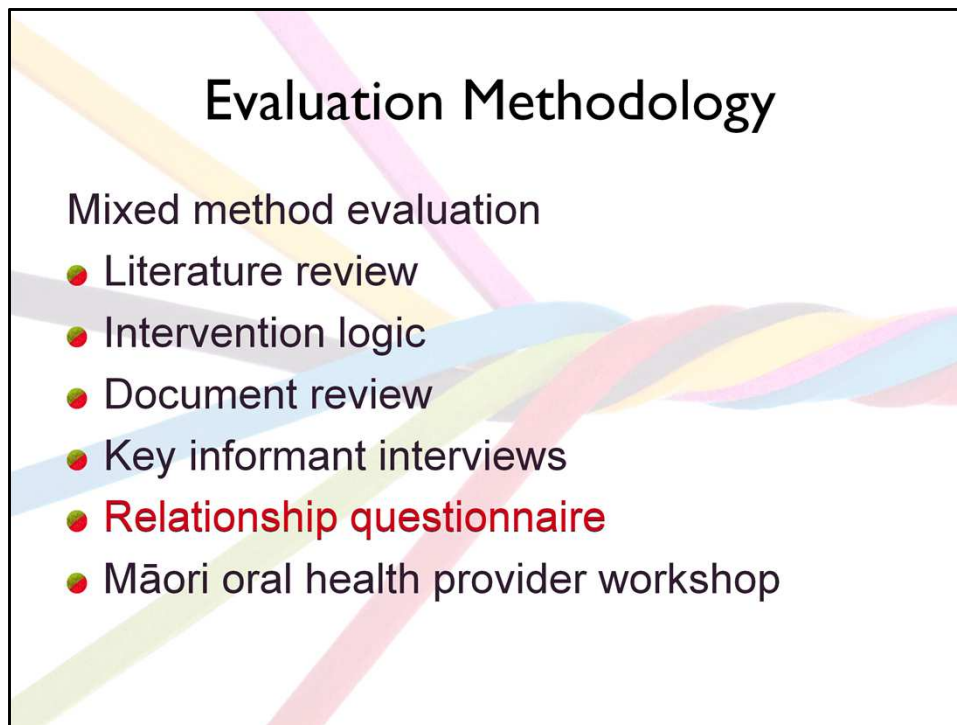 Evaluation Methodology
Mixed method evaluation
Literature review
Intervention logic
Document review
Key informant interviews
Relationship questionnaire
Māori oral health provider workshop